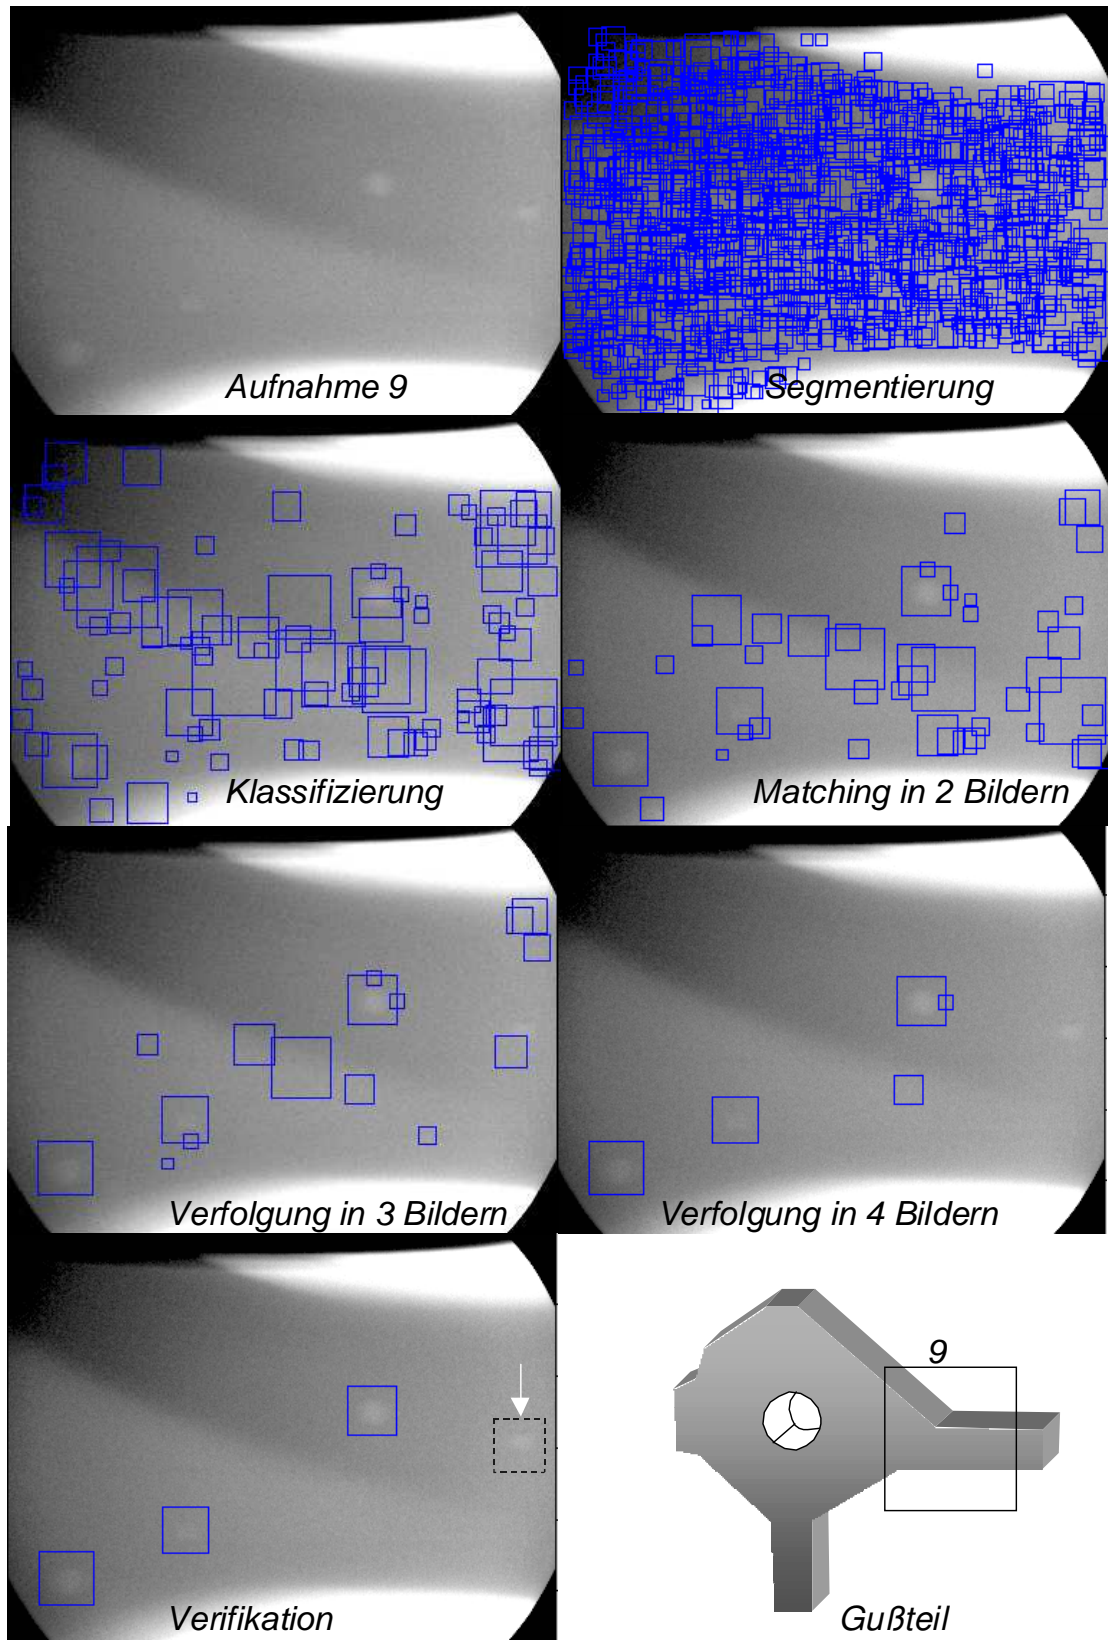 Aufnahme 9
Segmentierung
Klassifizierung
Matching in 2 Bildern
Verfolgung in 3 Bildern
Verfolgung in 4 Bildern
Verifikation
9
Gußteil